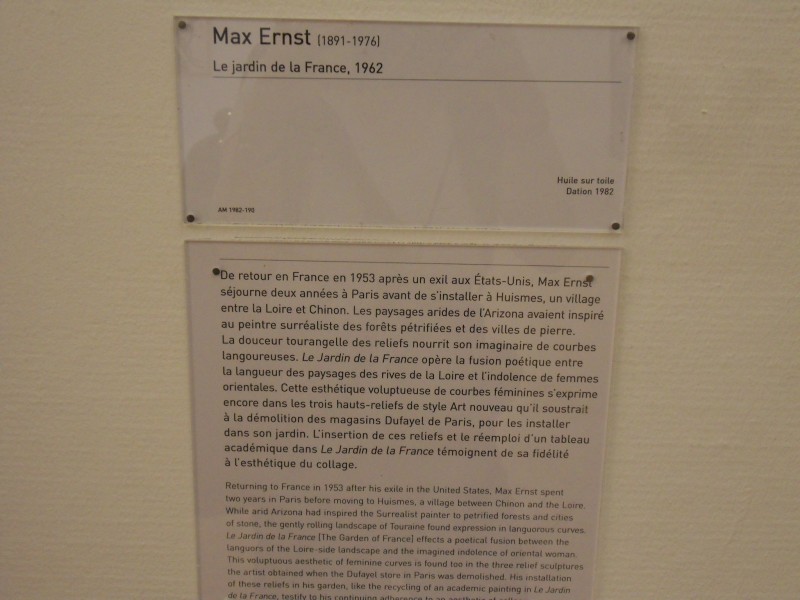 Max Ernst (1891-1976)
Le jardin de la France, 1962
Huile sur toile
Dation 1982
AM 1982-190
De retour en France en 1953 après un exil aux États-Unis, Max Ernst
séjourne deux années à Paris avant de s'installer à Huismes, un village
entre la Loire et Chinon. Les paysages arides de l'Arizona avaient inspiré
au peintre surréaliste des forêts pétrifiées et des villes de pierre.
La douceur tourangelle des reliefs nourrit son imaginaire de courbes
langoureuses. Le Jardin de la France opère la fusion poétique entre
la langueur des paysages des rives de la Loire et l'indolence de femmes
orientales. Cette esthétique voluptueuse de courbes féminines s'exprime
encore dans les trois hauts-reliefs de style Art nouveau qu'il soustrait
à la démolition des magasins Dufayel de Paris, pour les installer
dans son jardin. L'insertion de ces reliefs et le réemploi d'un tableau
académique dans Le Jardin de la France témoignent de sa fidélité
à l'esthétique du collage.
Returning to France in 1953 after his exile in the United States, Max Ernst spent
two years in Paris before moving to Huismes, a village between Chinon and the Loire.
While arid Arizona had inspired the Surrealist painter to petrified forests and cities
of stone, the gently rolling landscape of Touraine found expression in languorous curves.
Le Jardin de la France [The Garden of France] effects a poetical fusion between the
languors of the Loire-side landscape and the imagined indolence of oriental woman.
This voluptuous aesthetic of feminine curves is found too in the three relief sculptures
the artist obtained when the Dufayel store in Paris was demolished. His installation
of these reliefs in his garden, like the recycling of an academic painting in Le Jardin
de la France, testify to his continuing adherence to an aesthetic of